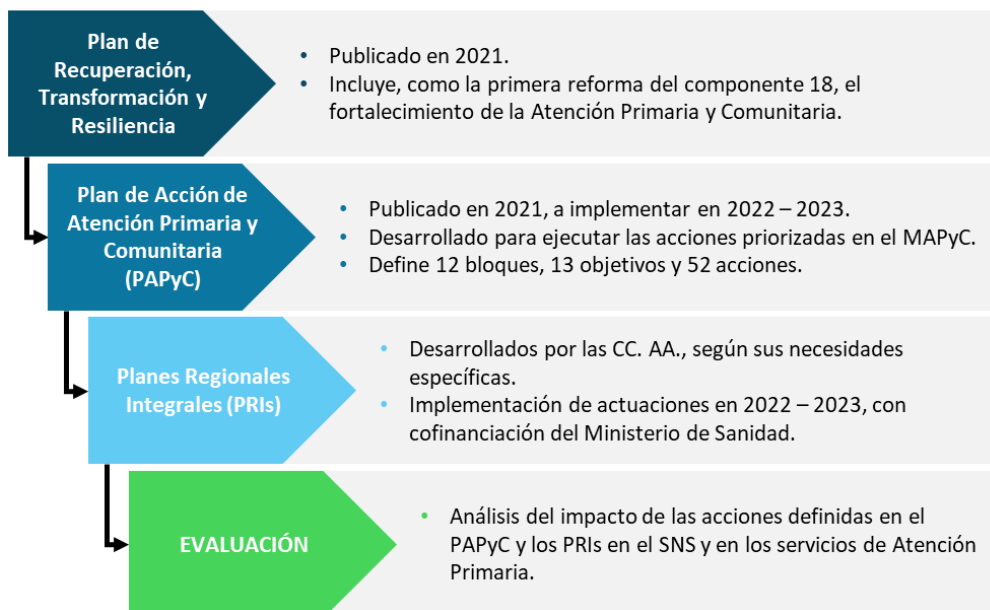 Plan de
Recuperación,
Transformación y
Resiliencia
• Publicado en 2021.
• Incluye, como la primera reforma del componente 18, el
fortalecimiento de la Atención Primaria y Comunitaria.
Plan de Acción de
Atención Primaria y
Comunitaria
(PAPyC)
• Publicado en 2021, a implementar en 2022 – 2023.
• Desarrollado para ejecutar las acciones priorizadas en el MAPyC.
• Define 12 bloques, 13 objetivos y 52 acciones.
Planes Regionales
Integrales (PRIs)
• Desarrollados por las CC. AA., según sus necesidades
específicas.
• Implementación de actuaciones en 2022 – 2023, con
cofinanciación del Ministerio de Sanidad.
EVALUACIÓN
• Análisis del impacto de las acciones definidas en el
PAPyC y los PRIs en el SNS y en los servicios de Atención
Primaria.